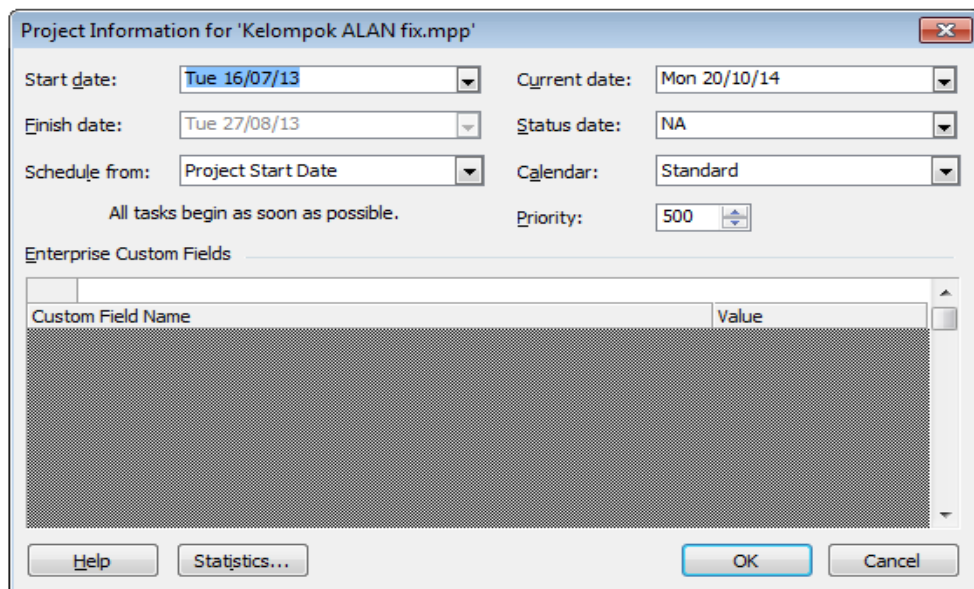 Project Information for 'Kelompok ALAN fix.mpp'
Start date: Tue 16/07/13 Current date: Mon 20/10/14
Finish date: Tue 27/08/13 Status date: NA
Schedule from: Project Start Date Calendar: Standard
All tasks begin as soon as possible. Priority: 500
Enterprise Custom Fields
Custom Field Name Value
Help Statistics... OK Cancel